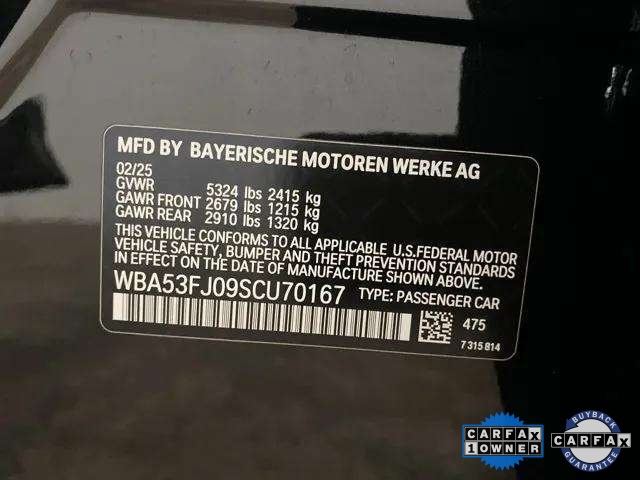 MFD BY BAYERISCHE MOTOREN WERKE AG
02/25
GVWR 5324 lbs 2415 kg
GAWR FRONT 2679 lbs 1215 kg
GAWR REAR 2910 lbs 1320 kg
THIS VEHICLE CONFORMS TO ALL APPLICABLE U.S.FEDERAL MOTOR
VEHICLE SAFETY, BUMPER AND THEFT PREVENTION STANDARDS
IN EFFECT ON THE DATE OF MANUFACTURE SHOWN ABOVE.
WBA53FJ09SCU70167 TYPE: PASSENGER CAR
475
7315814
CARFAX
1OWNER
BUYBACK
CARFAX
GUARANTEE